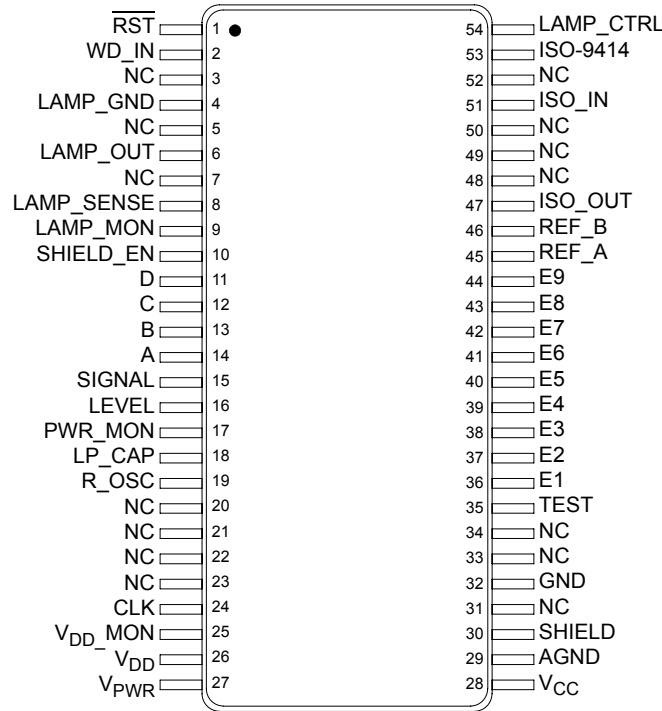 RST 1 54 LAMP_CTRL
WD_IN 2 53 ISO-9414
NC 3 52 NC
LAMP_GND 4 51 ISO_IN
NC 5 50 NC
LAMP_OUT 6 49 NC
NC 7 48 NC
LAMP_SENSE 8 47 ISO_OUT
LAMP_MON 9 46 REF_B
SHIELD_EN 10 45 REF_A
D 11 44 E9
C 12 43 E8
B 13 42 E7
A 14 41 E6
SIGNAL 15 40 E5
LEVEL 16 39 E4
PWR_MON 17 38 E3
LP_CAP 18 37 E2
R_OSC 19 36 E1
NC 20 35 TEST
NC 21 34 NC
NC 22 33 NC
NC 23 32 GND
CLK 24 31 NC
VDD_MON 25 30 SHIELD
VDD 26 29 AGND
VPWR 27 28 VCC